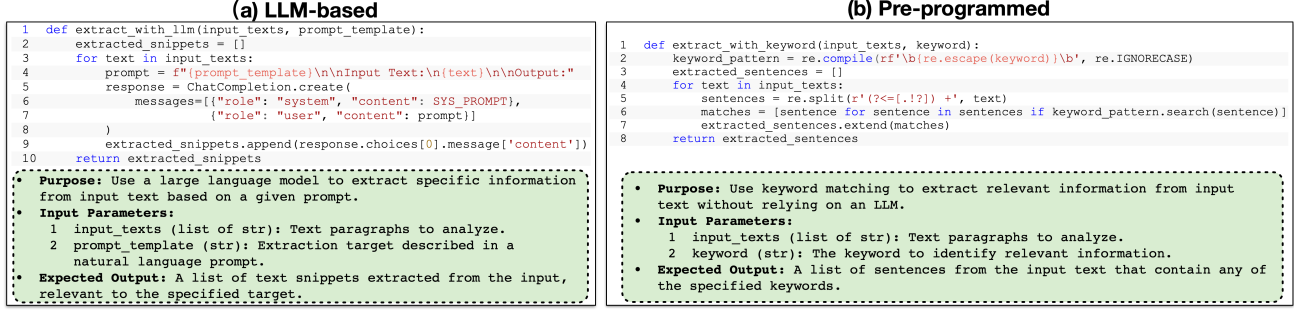 (a) LLM-based
1 def extract_with_llm(input_texts, prompt_template):
2 extracted_snippets = []
3 for text in input_texts:
4 prompt = f"{prompt_template}\n\nInput Text:\n{text}\n\nOutput:"
5 response = ChatCompletion.create(
6 messages=[{"role": "system", "content": SYS_PROMPT},
7 {"role": "user", "content": prompt}]
8 )
9 extracted_snippets.append(response.choices[0].message['content'])
10 return extracted_snippets
• Purpose: Use a large language model to extract specific information
from input text based on a given prompt.
• Input Parameters:
1 input_texts (list of str): Text paragraphs to analyze.
2 prompt_template (str): Extraction target described in a
natural language prompt.
• Expected Output: A list of text snippets extracted from the input,
relevant to the specified target.
(b) Pre-programmed
1 def extract_with_keyword(input_texts, keyword):
2 keyword_pattern = re.compile(rf'\b{re.escape(keyword)}\b', re.IGNORECASE)
3 extracted_sentences = []
4 for text in input_texts:
5 sentences = re.split(r'(?<=[.!?]) +', text)
6 matches = [sentence for sentence in sentences if keyword_pattern.search(sentence)]
7 extracted_sentences.extend(matches)
8 return extracted_sentences
• Purpose: Use keyword matching to extract relevant information from input
text without relying on an LLM.
• Input Parameters:
1 input_texts (list of str): Text paragraphs to analyze.
2 keyword (str): The keyword to identify relevant information.
• Expected Output: A list of sentences from the input text that contain any of
the specified keywords.